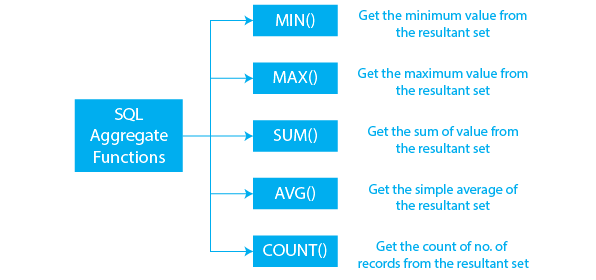 SQL
Aggregate
Functions
MIN()
Get the minimum value from
the resultant set
MAX()
Get the maximum value from
the resultant set
SUM()
Get the sum of value from
the resultant set
AVG()
Get the simple average of
the resultant set
COUNT()
Get the count of no. of
records from the resultant set